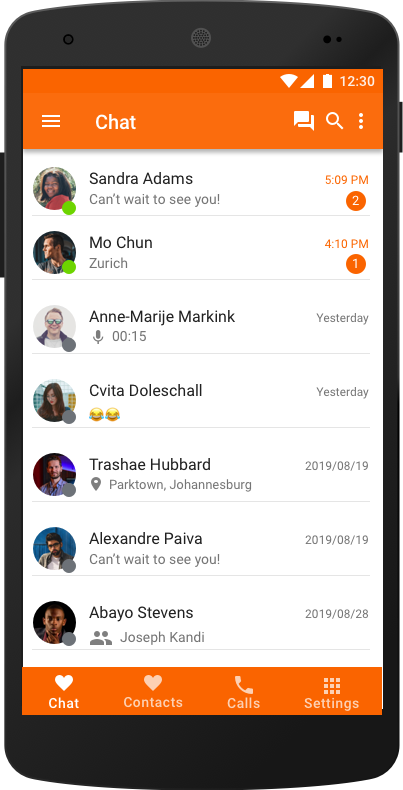 12:30
Chat
Sandra Adams 5:09 PM
Can't wait to see you! 2
Mo Chun 4:10 PM
Zurich 1
Anne-Marije Markink Yesterday
00:15
Cvita Doleschall Yesterday
😂😂
Trashae Hubbard 2019/08/19
Parktown, Johannesburg
Alexandre Paiva 2019/08/19
Can't wait to see you!
Abayo Stevens 2019/08/28
Joseph Kandi
Chat Contacts Calls Settings